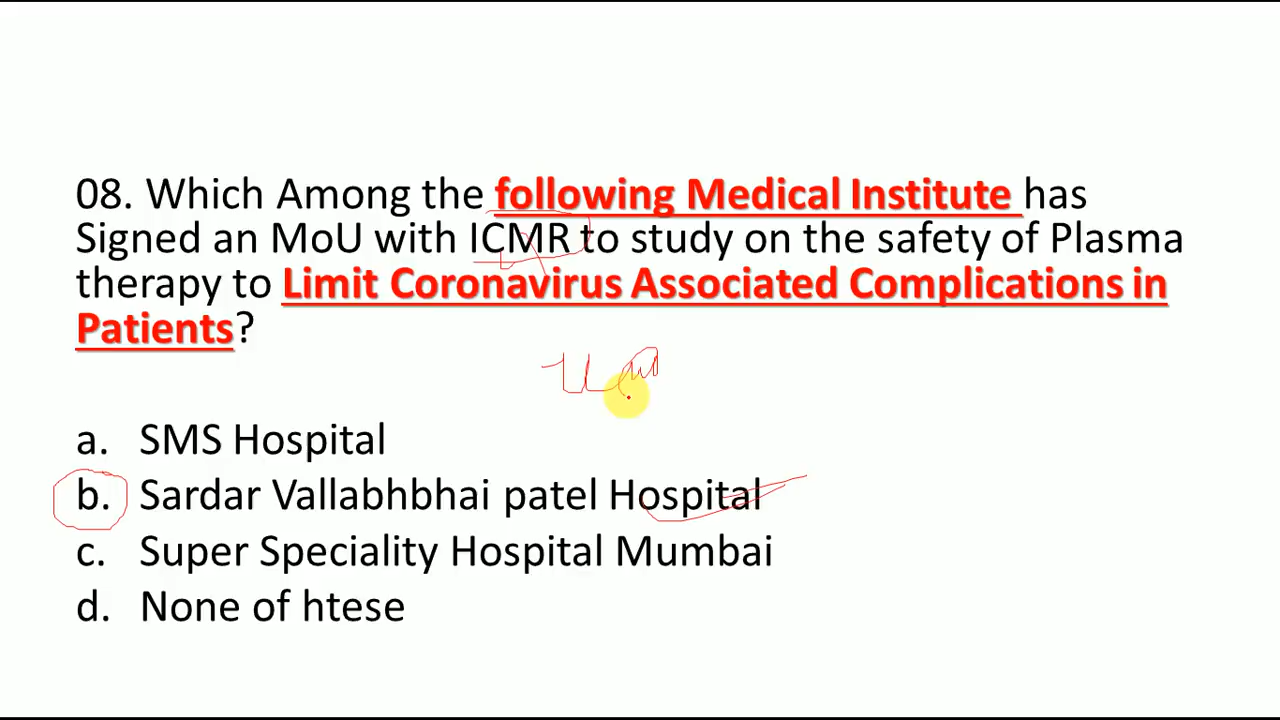 08. Which Among the following Medical Institute has
Signed an MoU with ICMR to study on the safety of Plasma
therapy to Limit Coronavirus Associated Complications in
Patients?
a. SMS Hospital
b. Sardar Vallabhbhai patel Hospital
c. Super Speciality Hospital Mumbai
d. None of htese